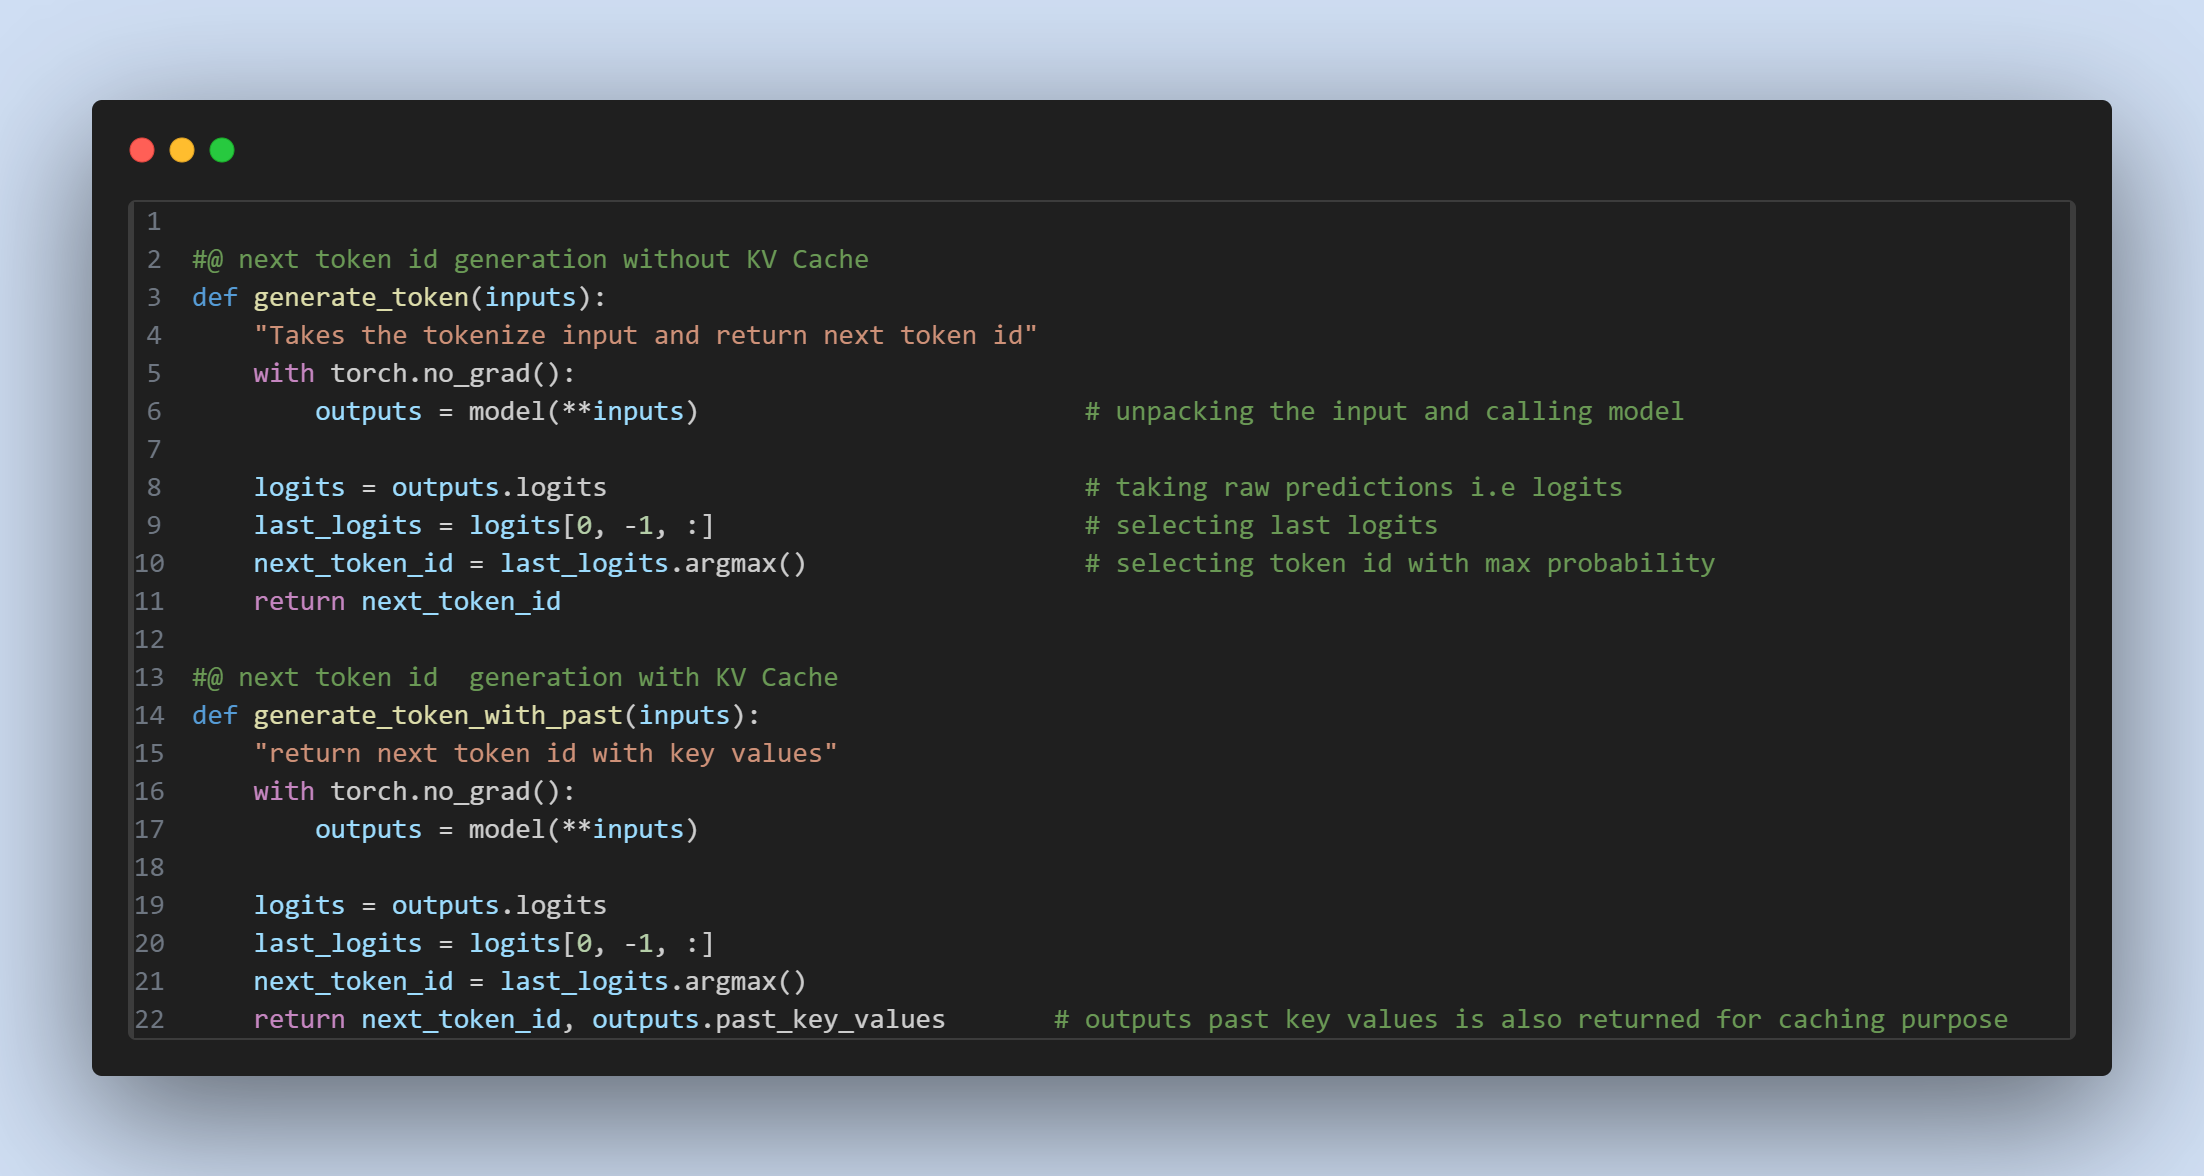 1
2 #@ next token id generation without KV Cache
3 def generate_token(inputs):
4     "Takes the tokenize input and return next token id"
5     with torch.no_grad():
6         outputs = model(**inputs)                         # unpacking the input and calling model
7
8     logits = outputs.logits                               # taking raw predictions i.e logits
9     last_logits = logits[0, -1, :]                        # selecting last logits
10     next_token_id = last_logits.argmax()                  # selecting token id with max probability
11     return next_token_id
12
13 #@ next token id  generation with KV Cache
14 def generate_token_with_past(inputs):
15     "return next token id with key values"
16     with torch.no_grad():
17         outputs = model(**inputs)
18
19     logits = outputs.logits
20     last_logits = logits[0, -1, :]
21     next_token_id = last_logits.argmax()
22     return next_token_id, outputs.past_key_values       # outputs past key values is also returned for caching purpose